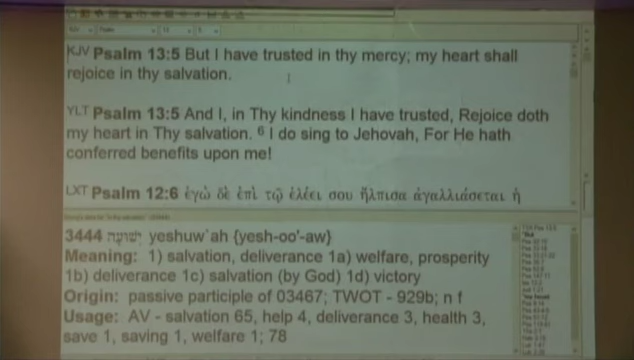 KJV Psalm 13:5 But I have trusted in thy mercy; my heart shall
rejoice in thy salvation.
YLT Psalm 13:5 And I, in Thy kindness I have trusted, Rejoice doth
my heart in Thy salvation. 6 I do sing to Jehovah, For He hath
conferred benefits upon me!
LXT Psalm 12:6 ἐγὼ δὲ ἐπὶ τῷ ἐλέει σου ἤλπισα ἀγαλλιάσεται ἡ
3444 ישׁועה yeshuw`ah {yesh-oo'-aw}
Meaning: 1) salvation, deliverance 1a) welfare, prosperity
1b) deliverance 1c) salvation (by God) 1d) victory
Origin: passive participle of 03467; TWOT - 929b; n f
Usage: AV - salvation 65, help 4, deliverance 3, health 3,
save 1, saving 1, welfare 1; 78